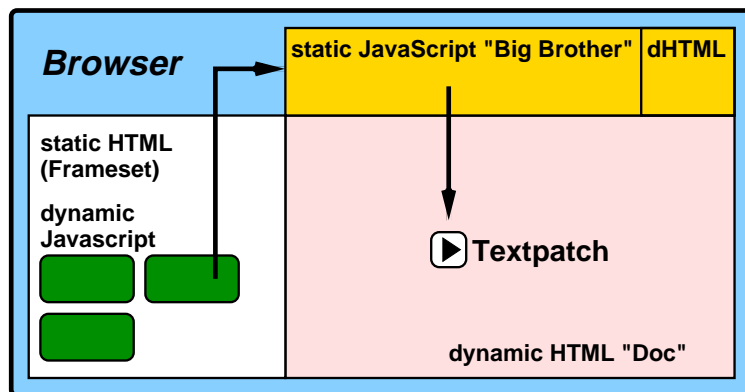 Browser
static JavaScript "Big Brother"
dHTML
static HTML
(Frameset)
dynamic
Javascript
Textpatch
dynamic HTML "Doc"